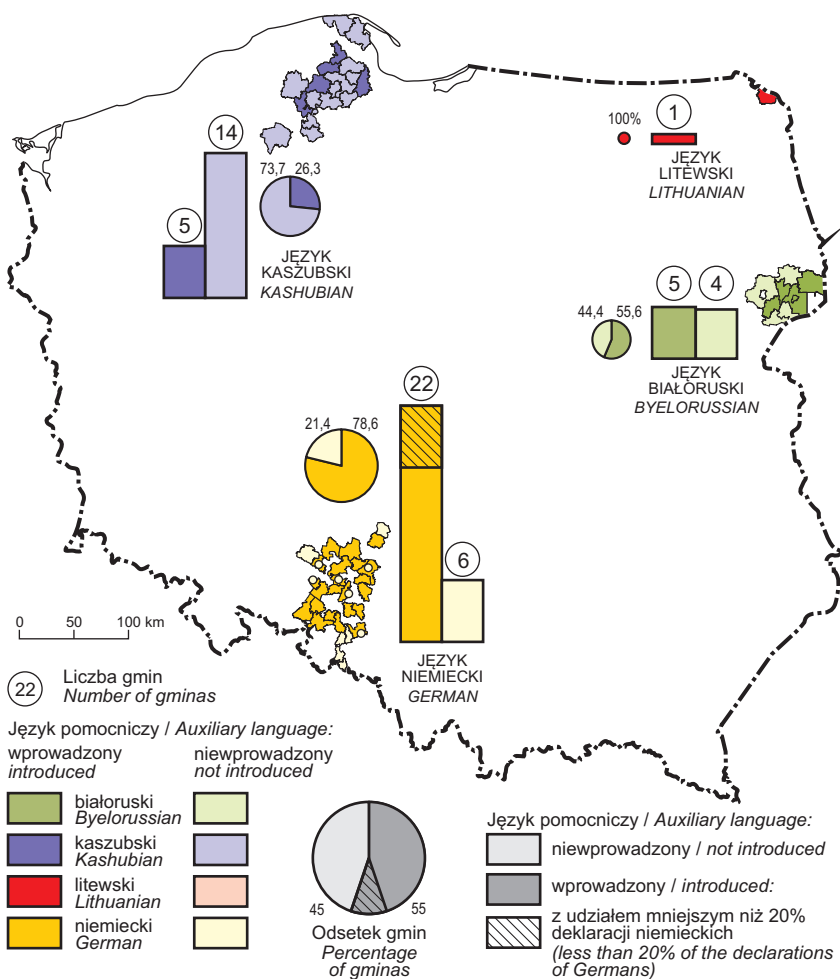 14
73,7 26,3
5
JĘZYK
KASZUBSKI
KASHUBIAN
100%
1
JĘZYK
LITEWSKI
LITHUANIAN
5 4
44,4 55,6
JĘZYK
BIAŁORUSKI
BYELORUSSIAN
22
21,4 78,6
6
JĘZYK
NIEMIECKI
GERMAN
0 50 100 km
22
Liczba gmin
Number of gminas
Język pomocniczy / Auxiliary language:
wprowadzony
introduced
niewprowadzony
not introduced
białoruski
Byelorussian
kaszubski
Kashubian
litewski
Lithuanian
niemiecki
German
45 55
Odsetek gmin
Percentage
of gminas
Język pomocniczy / Auxiliary language:
niewprowadzony / not introduced
wprowadzony / introduced:
z udziałem mniejszym niż 20%
deklaracji niemieckich
(less than 20% of the declarations
of Germans)